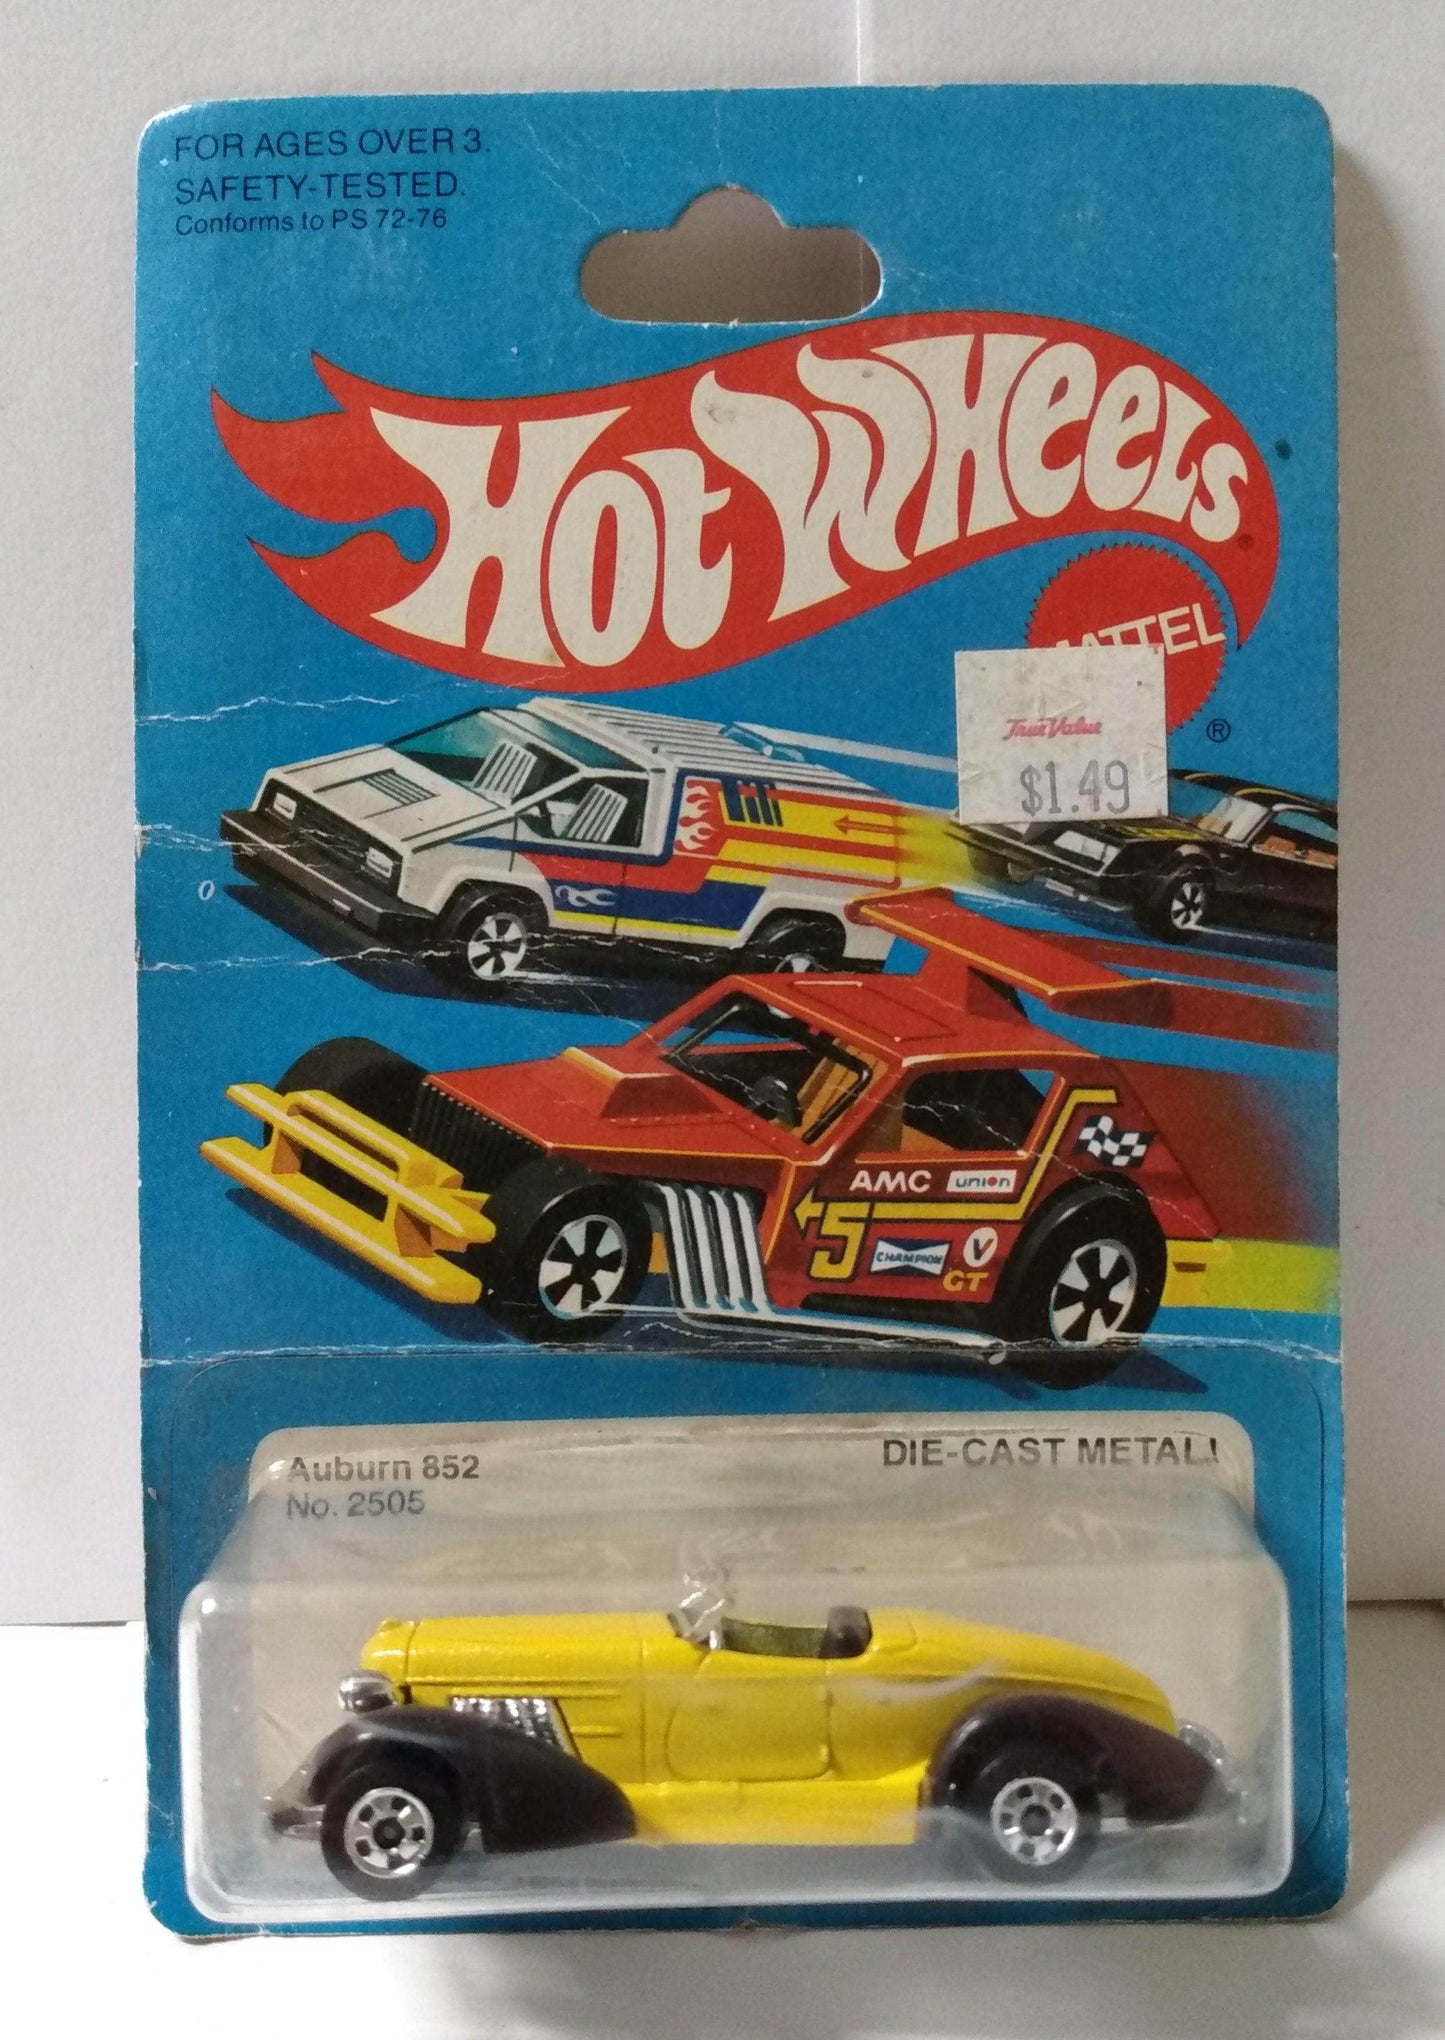 FOR AGES OVER 3.
SAFETY-TESTED.
Conforms to PS 72-76
HOT WHEELS®
MATTEL
®
True Value
$1.49
AMC union
5 CHAMPION V
GT
Auburn 852
No. 2505
DIE-CAST METAL!